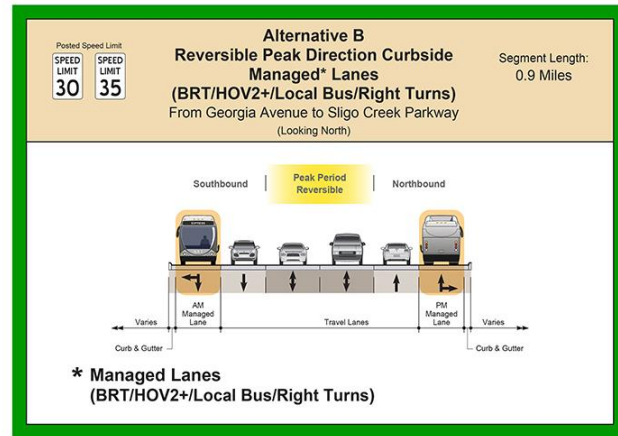 Posted Speed Limit
SPEED
LIMIT
30
SPEED
LIMIT
35
Alternative B
Reversible Peak Direction Curbside
Managed* Lanes
(BRT/HOV2+/Local Bus/Right Turns)
From Georgia Avenue to Sligo Creek Parkway
(Looking North)
Segment Length:
0.9 Miles
Southbound
Peak Period
Reversible
Northbound
AM
Managed
Lane
PM
Managed
Lane
Varies
Travel Lanes
Varies
Curb & Gutter
Curb & Gutter
* Managed Lanes
(BRT/HOV2+/Local Bus/Right Turns)